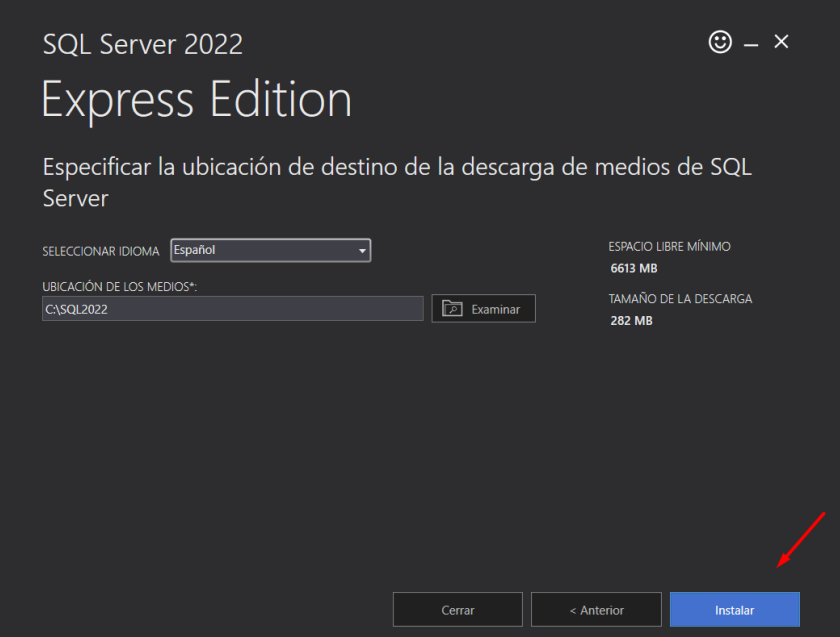 SQL Server 2022
Express Edition
Especificar la ubicación de destino de la descarga de medios de SQL
Server
SELECCIONAR IDIOMA
Español
ESPACIO LIBRE MÍNIMO
6613 MB
UBICACIÓN DE LOS MEDIOS*:
C:\SQL2022
Examinar
TAMAÑO DE LA DESCARGA
282 MB
Cerrar
< Anterior
Instalar